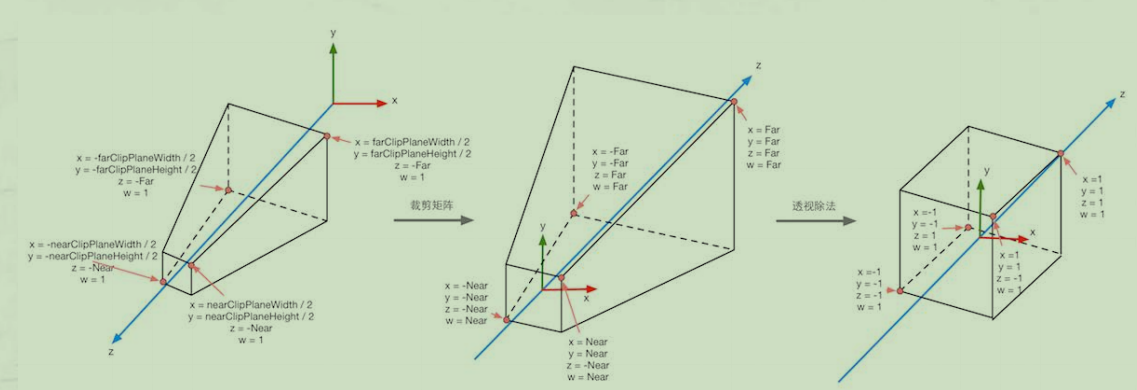 y
x
x = -farClipPlaneWidth / 2
y = -farClipPlaneHeight / 2
z = -Far
w = 1
x = farClipPlaneWidth / 2
y = farClipPlaneHeight / 2
z = -Far
w = 1
x = -nearClipPlaneWidth / 2
y = -nearClipPlaneHeight / 2
z = -Near
w = 1
x = nearClipPlaneWidth / 2
y = nearClipPlaneHeight / 2
z = -Near
w = 1
z
裁剪矩阵
z
x = Far
y = Far
z = Far
w = Far
x = -Far
y = -Far
z = Far
w = Far
y
x
x = -Near
y = -Near
z = -Near
w = Near
x = Near
y = Near
z = -Near
w = Near
透视除法
z
x =1
y = 1
z = 1
w = 1
y
x
x =-1
y = -1
z = 1
w = 1
x =1
y = 1
z = -1
w = 1
x =-1
y = -1
z = -1
w = 1